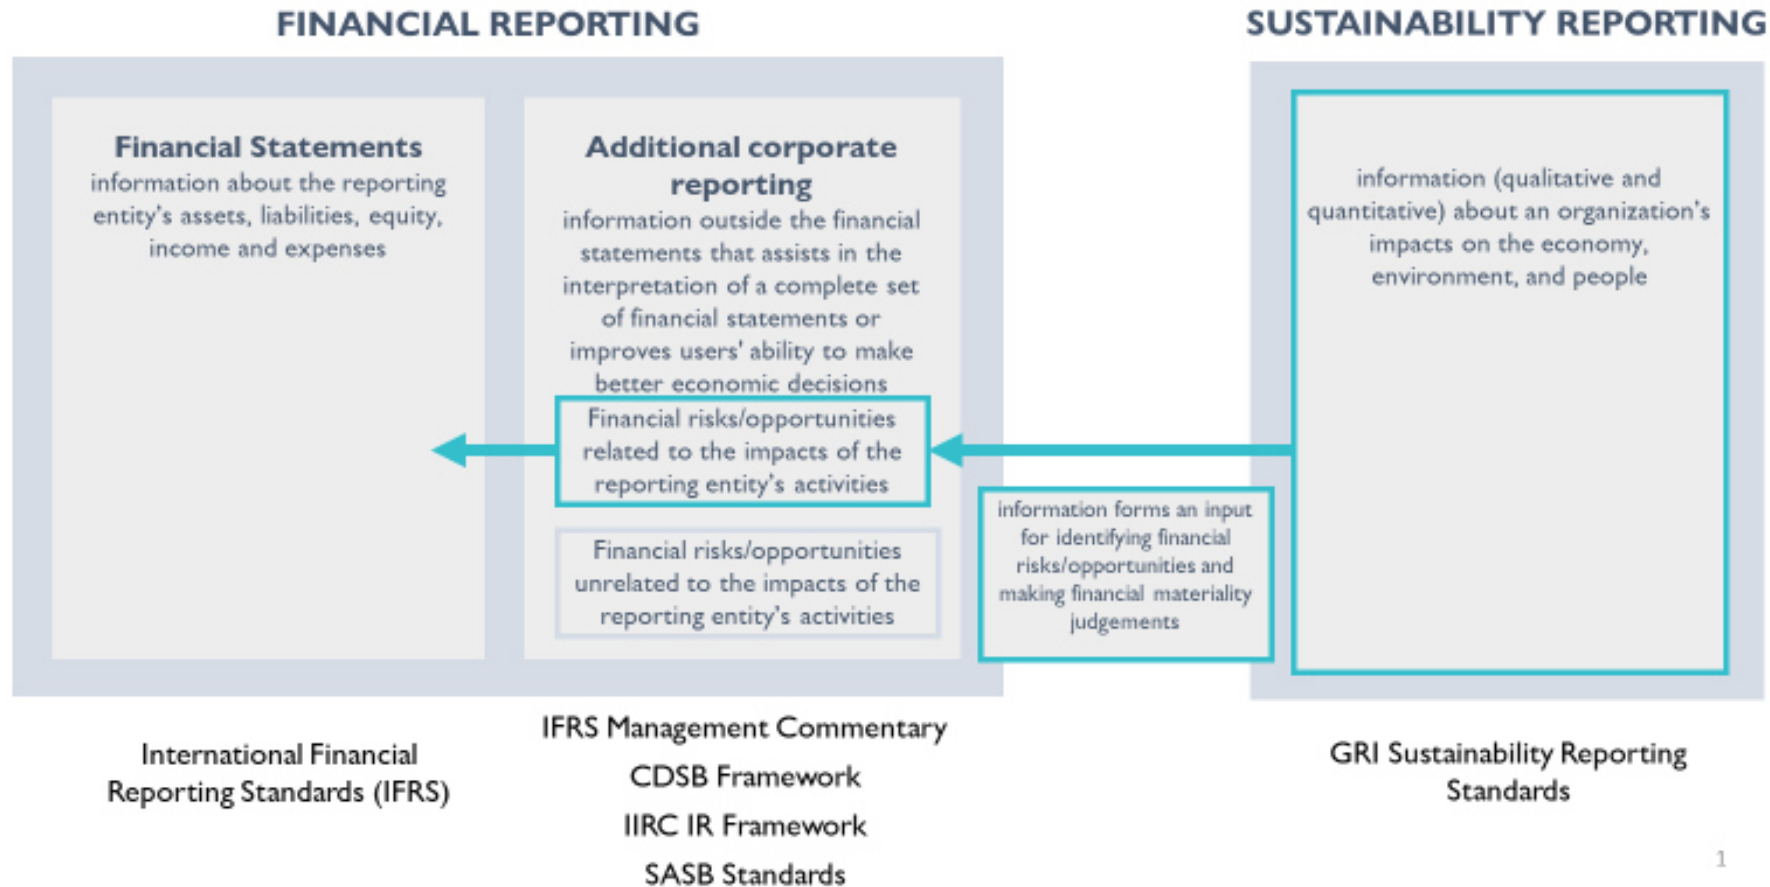 FINANCIAL REPORTING
SUSTAINABILITY REPORTING
Financial Statements
information about the reporting
entity's assets, liabilities, equity,
income and expenses
Additional corporate
reporting
information outside the financial
statements that assists in the
interpretation of a complete set
of financial statements or
improves users' ability to make
better economic decisions
Financial risks/opportunities
related to the impacts of the
reporting entity's activities
Financial risks/opportunities
unrelated to the impacts of the
reporting entity's activities
information forms an input
for identifying financial
risks/opportunities and
making financial materiality
judgements
information (qualitative and
quantitative) about an organization's
impacts on the economy,
environment, and people
International Financial
Reporting Standards (IFRS)
IFRS Management Commentary
CDSB Framework
IIRC IR Framework
SASB Standards
GRI Sustainability Reporting
Standards
1